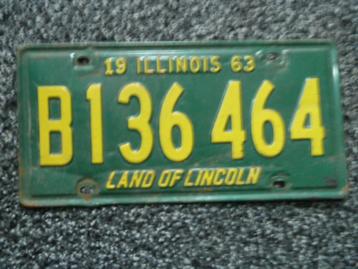 19 ILLINOIS 63
B136 464
LAND OF LINCOLN